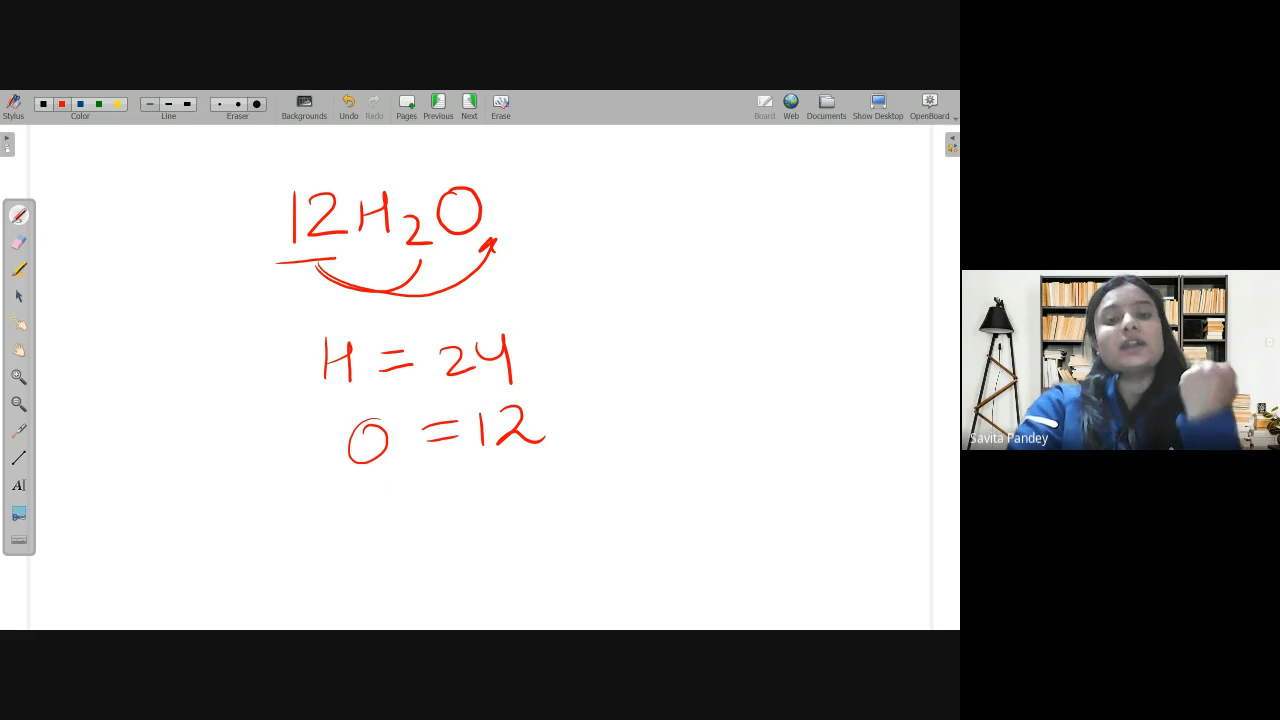 Stylus
Color
Line
Eraser
Backgrounds
Undo
Redo
Pages
Previous
Next
Erase
Board
Web
Documents
Show Desktop
OpenBoard
12H2O
H = 24
O = 12
AI
Savita Pandey